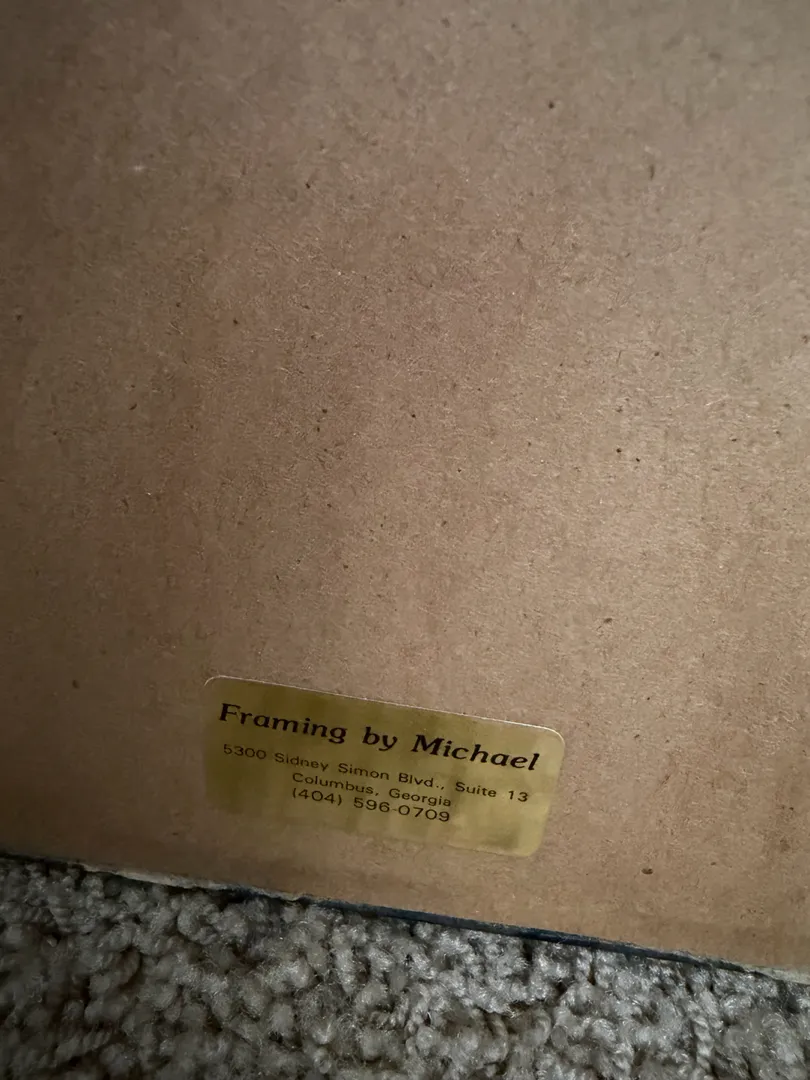 Framing by Michael
5300 Sidney Simon Blvd., Suite 13
Columbus, Georgia
(404) 596-0709